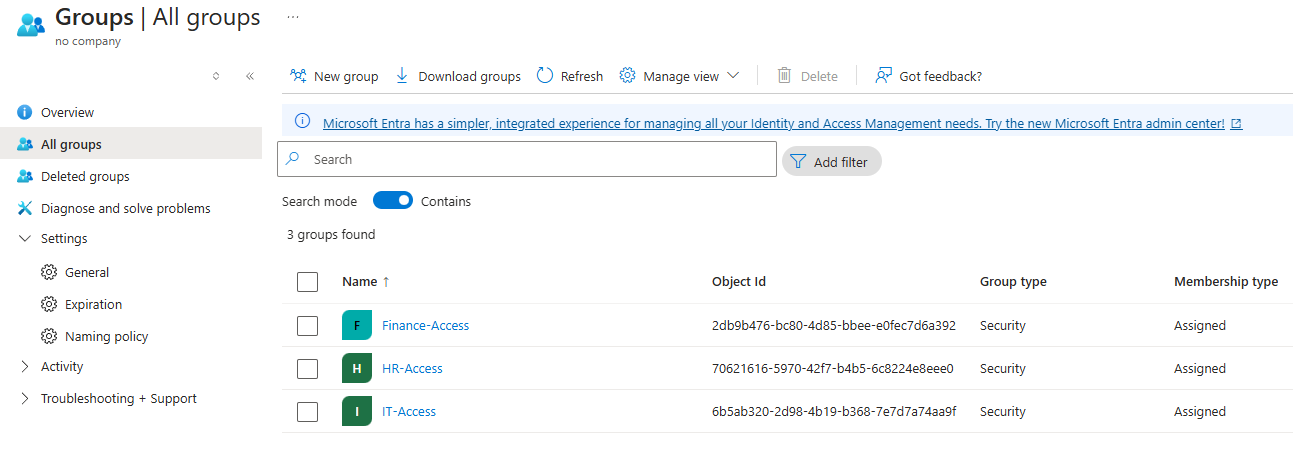 Groups | All groups ...
no company
New group Download groups Refresh Manage view Delete Got feedback?
Overview
All groups
Deleted groups
Diagnose and solve problems
Settings
General
Expiration
Naming policy
Activity
Troubleshooting + Support
Microsoft Entra has a simpler, integrated experience for managing all your Identity and Access Management needs. Try the new Microsoft Entra admin center!
Search Add filter
Search mode Contains
3 groups found
Name ↑ Object Id Group type Membership type
F Finance-Access 2db9b476-bc80-4d85-bbee-e0fec7d6a392 Security Assigned
H HR-Access 70621616-5970-42f7-b4b5-6c8224e8eee0 Security Assigned
I IT-Access 6b5ab320-2d98-4b19-b368-7e7d7a74aa9f Security Assigned